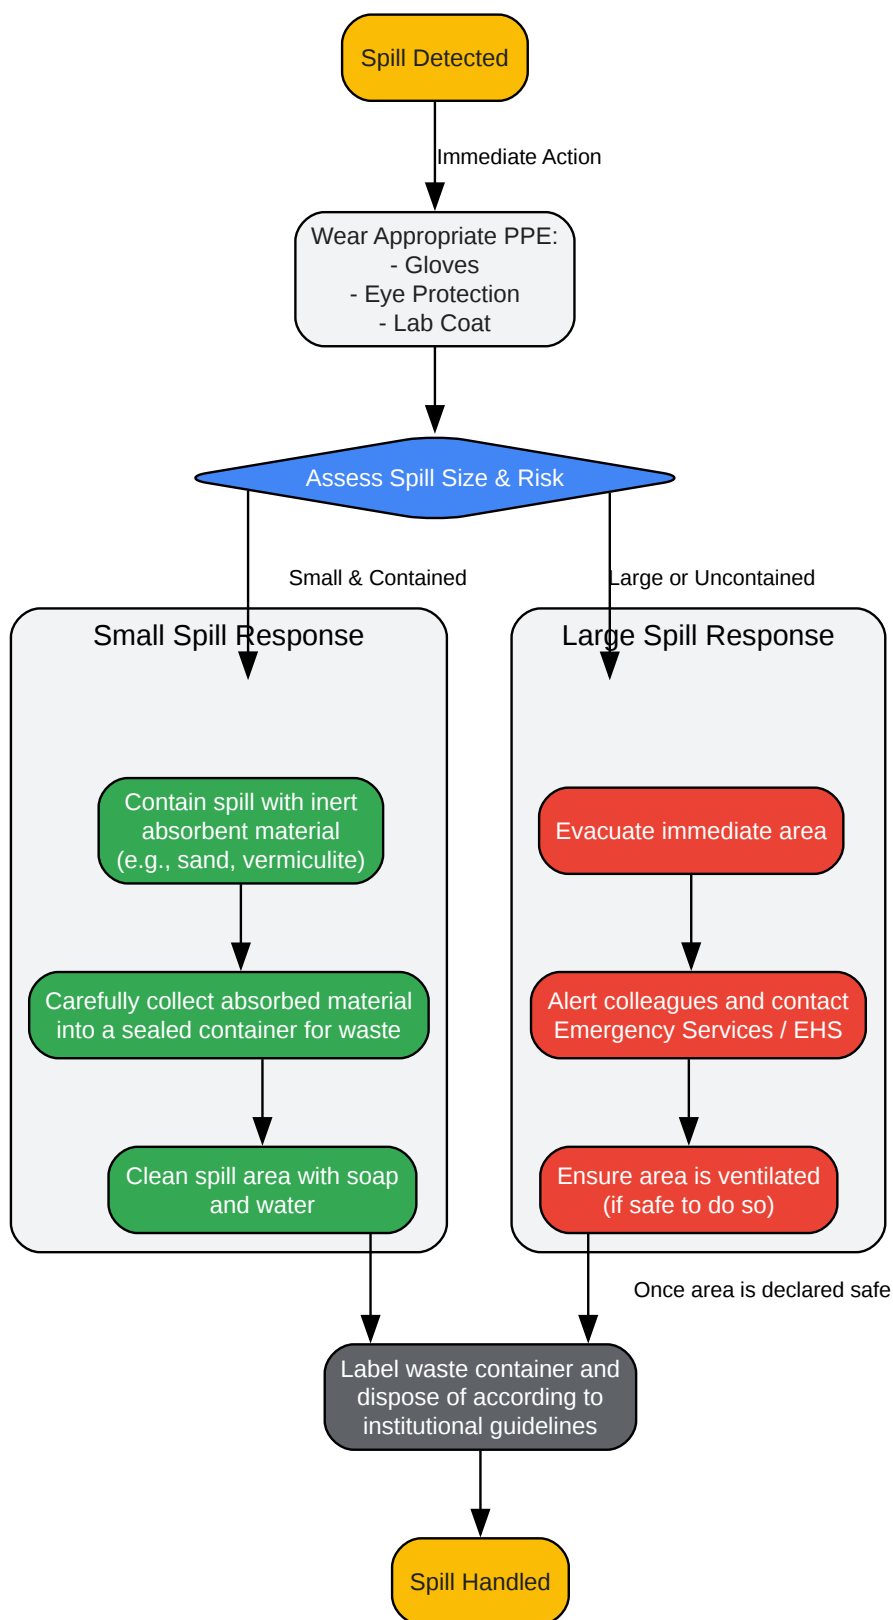 Spill Detected
Immediate Action
Wear Appropriate PPE:
- Gloves
- Eye Protection
- Lab Coat
Assess Spill Size & Risk
Small & Contained
Large or Uncontained
Small Spill Response
Large Spill Response
Contain spill with inert
absorbent material
(e.g., sand, vermiculite)
Evacuate immediate area
Carefully collect absorbed material
into a sealed container for waste
Alert colleagues and contact
Emergency Services / EHS
Clean spill area with soap
and water
Ensure area is ventilated
(if safe to do so)
Once area is declared safe
Label waste container and
dispose of according to
institutional guidelines
Spill Handled